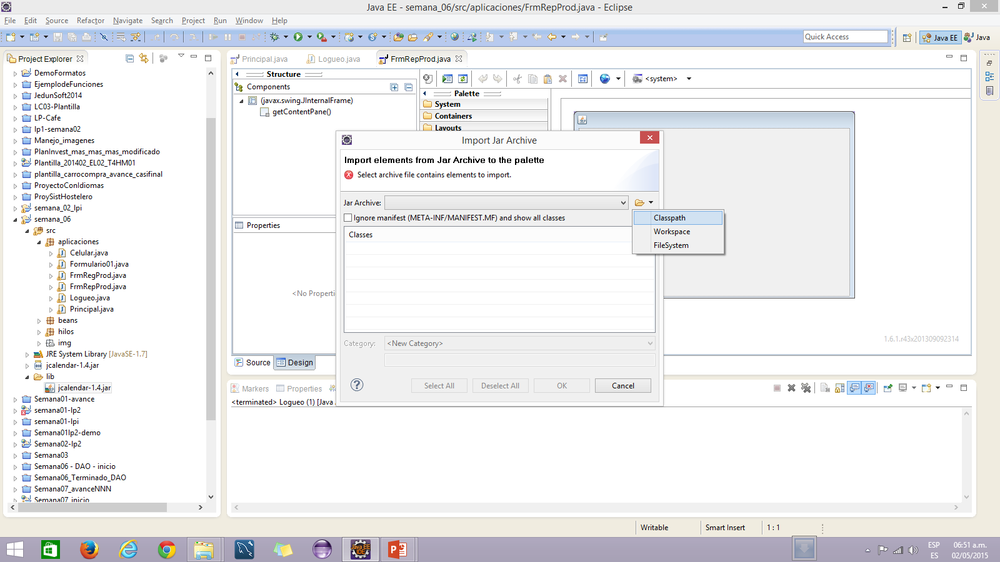 Java EE - semana_06/src/aplicaciones/FrmRepProd.java - Eclipse
File Edit Source Refactor Navigate Search Project Run Window Help
Quick Access
Java EE
Java
Project Explorer
DemoFormatos
EjemplodeFunciones
JedunSoft2014
LC03-Plantilla
LP-Cafe
lp1-semana02
Manejo_imagenes
PlanInvest_mas_mas_mas_modificado
Plantilla_201402_EL02_T4HM01
plantilla_carrocompra_avance_casifinal
ProyectoConIdiomas
ProySistHostelero
semana_02_lpi
semana_06
src
aplicaciones
Celular.java
Formulario01.java
FrmRegProd.java
FrmRepProd.java
Logueo.java
Principal.java
beans
hilos
img
JRE System Library [JavaSE-1.7]
jcalendar-1.4.jar
lib
jcalendar-1.4.jar
Semana01-avance
semana01-lp2
semana01-lpi
Semana01lp2-demo
Semana02-lp2
Semana03
Semana06 - DAO - inicio
Semana06_Terminado_DAO
Semana07_avanceNNN
Semana07_inicio
Principal.java
Logueo.java
FrmRepProd.java
Structure
Components
(javax.swing.JInternalFrame)
getContentPane()
Properties
<No Properti
Palette
System
Containers
Layouts
<system>
1.6.1.r43x201309092314
Source
Design
Import Jar Archive
Import elements from Jar Archive to the palette
Select archive file contains elements to import.
Jar Archive:
Ignore manifest (META-INF/MANIFEST.MF) and show all classes
Classes
Classpath
Workspace
FileSystem
Category:
<New Category>
Select All
Deselect All
OK
Cancel
Markers
Properties
<terminated> Logueo (1) [Java
Writable
Smart Insert
1 : 1
Java EE
IDE
ESP
ES
06:51 a.m.
02/05/2015